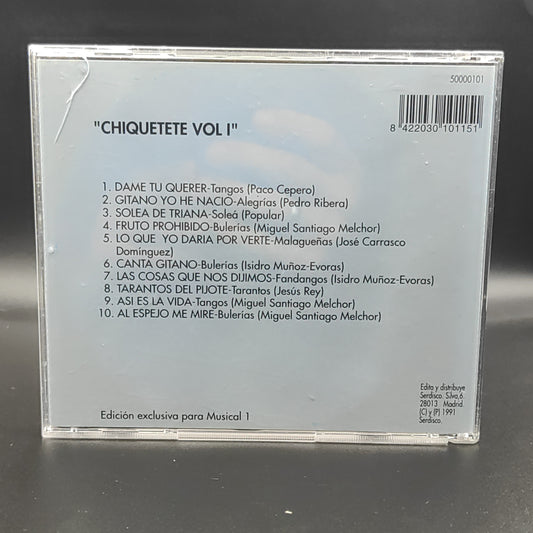 50000101
8 422030 101151
"CHIQUETETE VOL I"
1. DAME TU QUERER-Tangos (Paco Cepero)
2. GITANO YO HE NACIO-Alegrías (Pedro Ribera)
3. SOLEA DE TRIANA-Soleá (Popular)
4. FRUTO PROHIBIDO-Bulerías (Miguel Santiago Melchor)
5. LO QUE YO DARIA POR VERTE-Malagueñas (José Carrasco
Domínguez)
6. CANTA GITANO-Bulerías (Isidro Muñoz-Evoras)
7. LAS COSAS QUE NOS DIJIMOS-Fandangos (Isidro Muñoz-Evoras)
8. TARANTOS DEL PIJOTE-Tarantos (Jesús Rey)
9. ASI ES LA VIDA-Tangos (Miguel Santiago Melchor)
10. AL ESPEJO ME MIRE-Bulerías (Miguel Santiago Melchor)
Edita y distribuye
Serdisco. Silva,6.
28013 Madrid.
(C) y (P) 1991
Serdisco.
Edición exclusiva para Musical 1